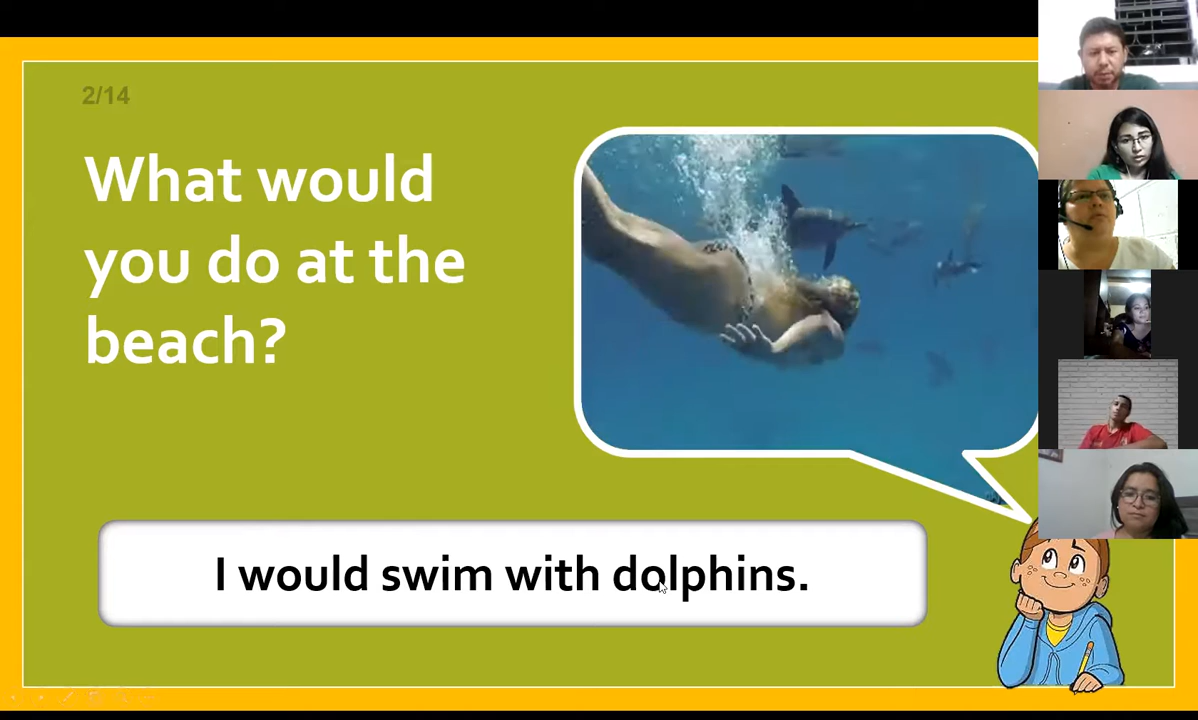 2/14
What would
you do at the
beach?
I would swim with dolphins.